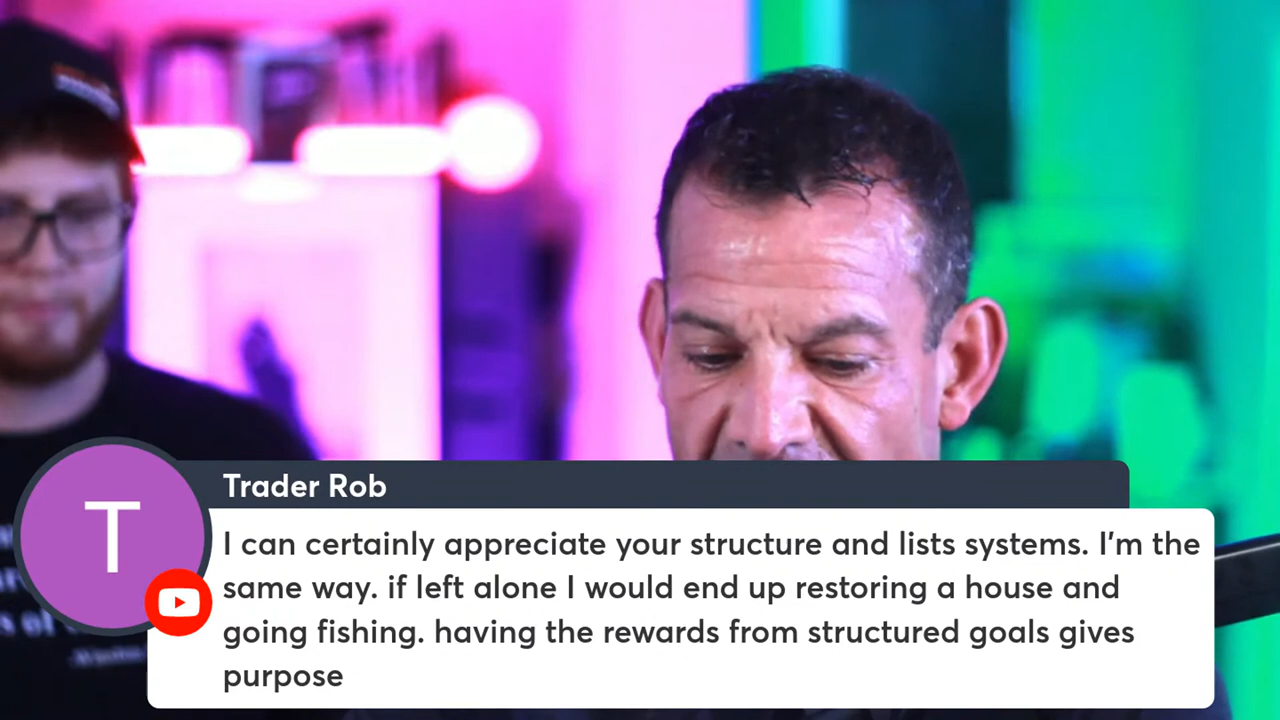 T
Trader Rob
I can certainly appreciate your structure and lists systems. I'm the
same way. if left alone I would end up restoring a house and
going fishing. having the rewards from structured goals gives
purpose